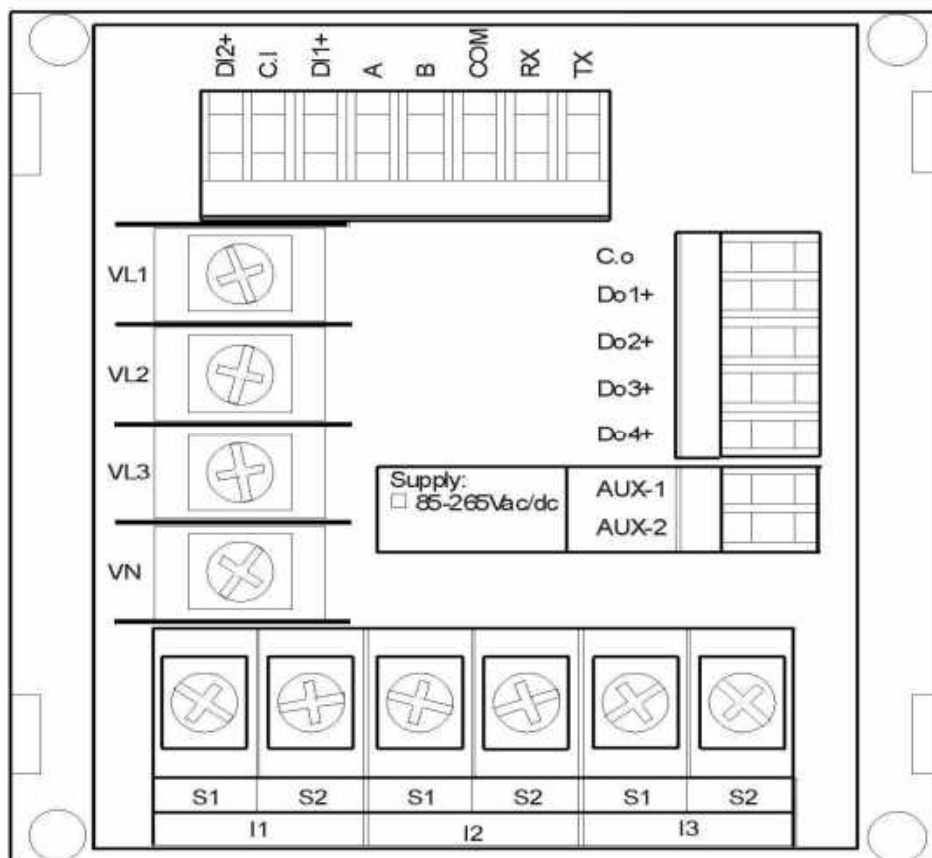 DI2+ C.I DI1+ A B COM RX TX
C.o
VL1
Do1+
Do2+
VL2
Do3+
Do4+
VL3
Supply:
□ 85-265Vac/dc
AUX-1
AUX-2
VN
S1 S2 S1 S2 S1 S2
I1 I2 I3